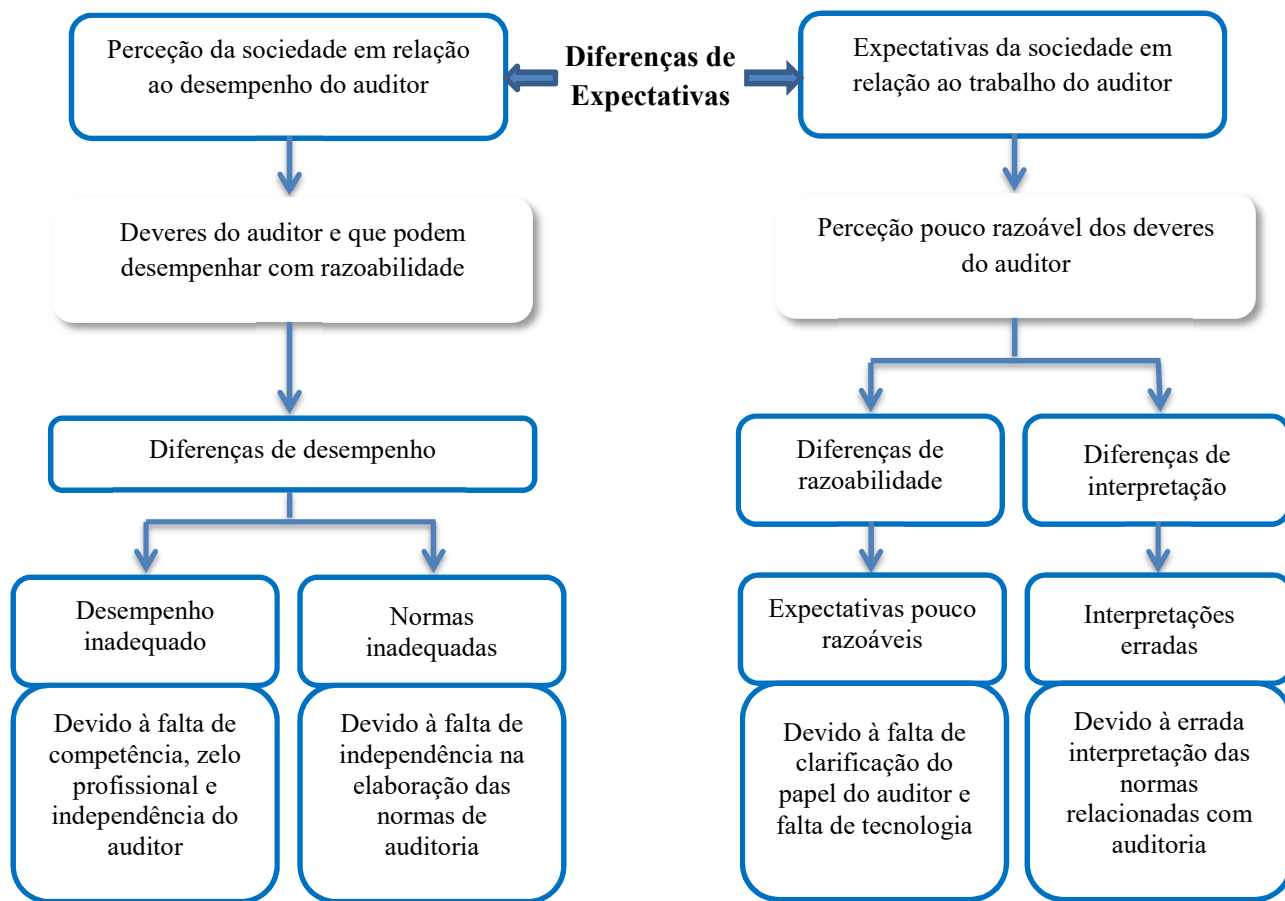 Perceção da sociedade em relação
ao desempenho do auditor
Diferenças de
Expectativas
Expectativas da sociedade em
relação ao trabalho do auditor
Deveres do auditor e que podem
desempenhar com razoabilidade
Perceção pouco razoável dos deveres
do auditor
Diferenças de desempenho
Diferenças de
razoabilidade
Diferenças de
interpretação
Desempenho
inadequado
Normas
inadequadas
Expectativas pouco
razoáveis
Interpretações
erradas
Devido à falta de
competência, zelo
profissional e
independência do
auditor
Devido à falta de
independência na
elaboração das
normas de
auditoria
Devido à falta de
clarificação do
papel do auditor e
falta de tecnologia
Devido à errada
interpretação das
normas
relacionadas com
auditoria